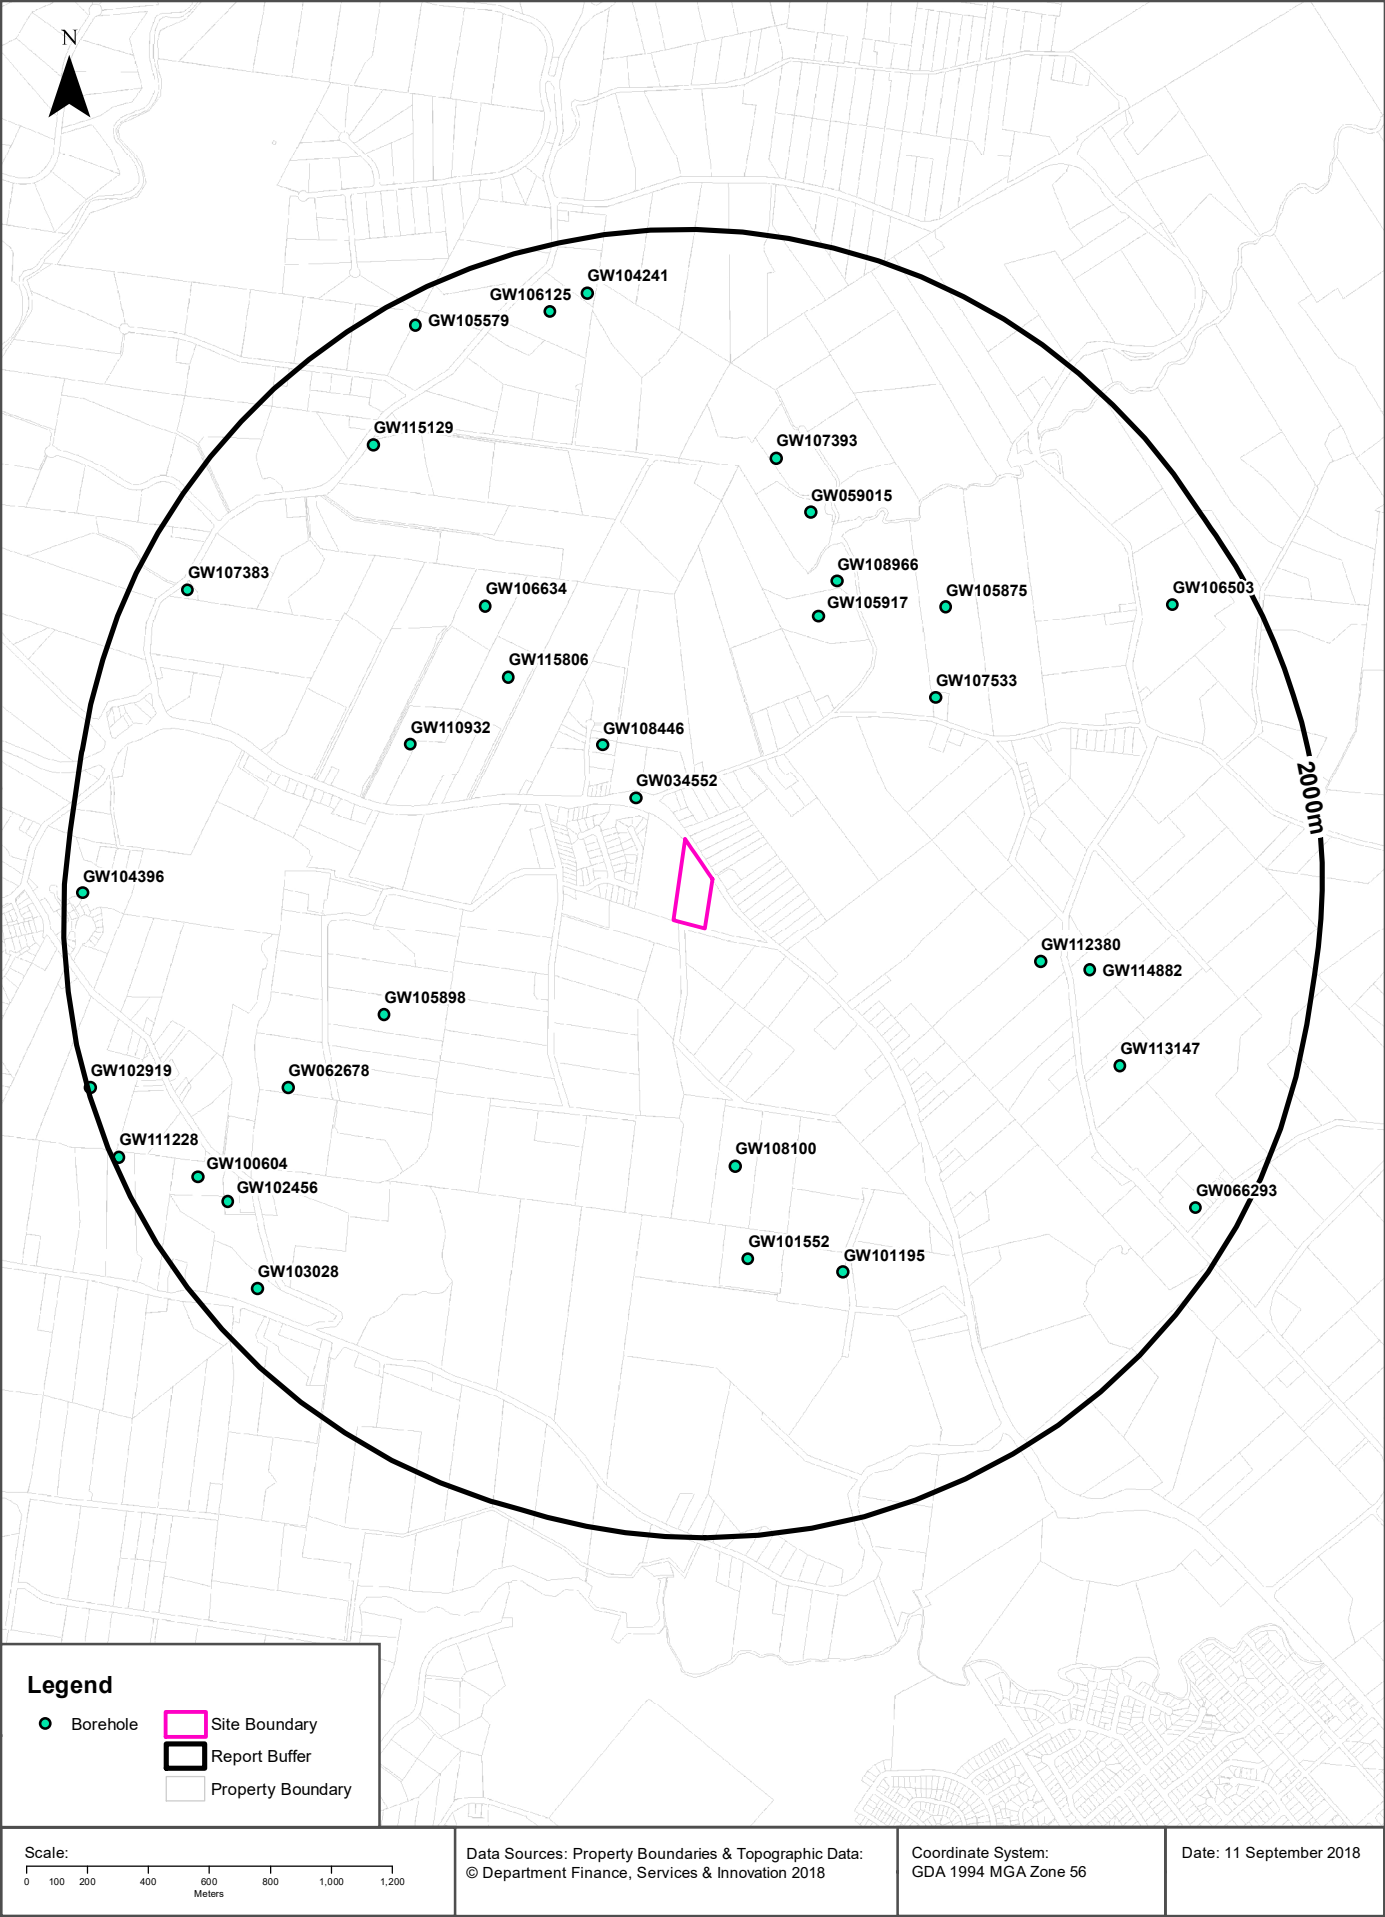 N
GW104241
GW106125
GW105579
GW115129
GW107393
GW059015
GW108966
GW107383
GW106634
GW105917
GW105875
GW106503
GW115806
GW107533
GW110932
GW108446
GW034552
2000m
GW104396
GW112380
GW114882
GW105898
GW113147
GW102919
GW062678
GW111228
GW100604
GW108100
GW102456
GW066293
GW101552
GW101195
GW103028
Legend
Borehole
Site Boundary
Report Buffer
Property Boundary
Scale:
0 100 200 400 600 800 1,000 1,200
Meters
Data Sources: Property Boundaries & Topographic Data:
© Department Finance, Services & Innovation 2018
Coordinate System:
GDA 1994 MGA Zone 56
Date: 11 September 2018